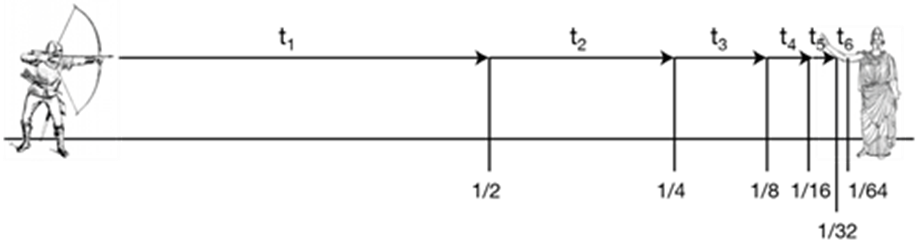 t₁ t₂ t₃ t₄ t₅ t₆
1/2 1/4 1/8 1/16 1/64
1/32